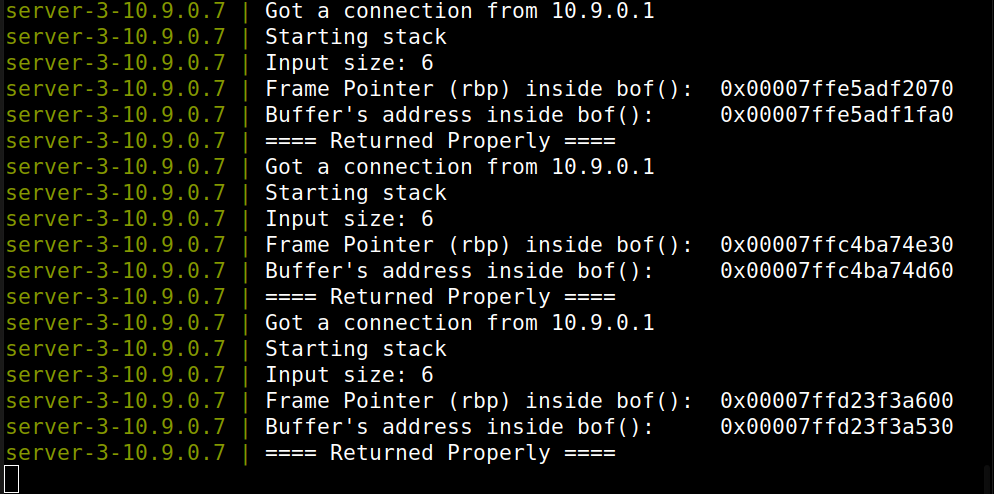 server-3-10.9.0.7 | Got a connection from 10.9.0.1
server-3-10.9.0.7 | Starting stack
server-3-10.9.0.7 | Input size: 6
server-3-10.9.0.7 | Frame Pointer (rbp) inside bof():  0x00007ffe5adf2070
server-3-10.9.0.7 | Buffer's address inside bof():     0x00007ffe5adf1fa0
server-3-10.9.0.7 | ==== Returned Properly ====
server-3-10.9.0.7 | Got a connection from 10.9.0.1
server-3-10.9.0.7 | Starting stack
server-3-10.9.0.7 | Input size: 6
server-3-10.9.0.7 | Frame Pointer (rbp) inside bof():  0x00007ffc4ba74e30
server-3-10.9.0.7 | Buffer's address inside bof():     0x00007ffc4ba74d60
server-3-10.9.0.7 | ==== Returned Properly ====
server-3-10.9.0.7 | Got a connection from 10.9.0.1
server-3-10.9.0.7 | Starting stack
server-3-10.9.0.7 | Input size: 6
server-3-10.9.0.7 | Frame Pointer (rbp) inside bof():  0x00007ffd23f3a600
server-3-10.9.0.7 | Buffer's address inside bof():     0x00007ffd23f3a530
server-3-10.9.0.7 | ==== Returned Properly ====